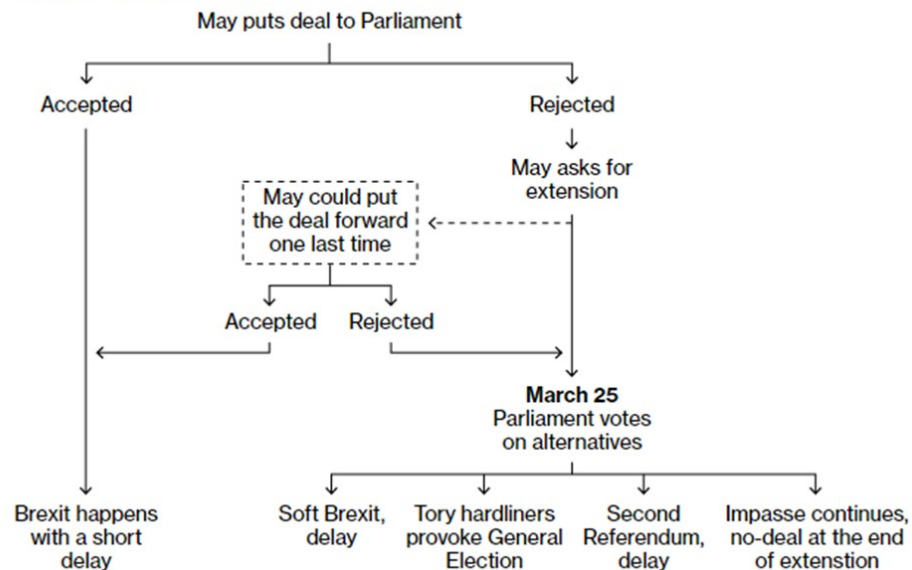 May puts deal to Parliament
Accepted
Rejected
May asks for
extension
May could put
the deal forward
one last time
Accepted
Rejected
March 25
Parliament votes
on alternatives
Brexit happens
with a short
delay
Soft Brexit,
delay
Tory hardliners
provoke General
Election
Second
Referendum,
delay
Impasse continues,
no-deal at the end
of extenstion